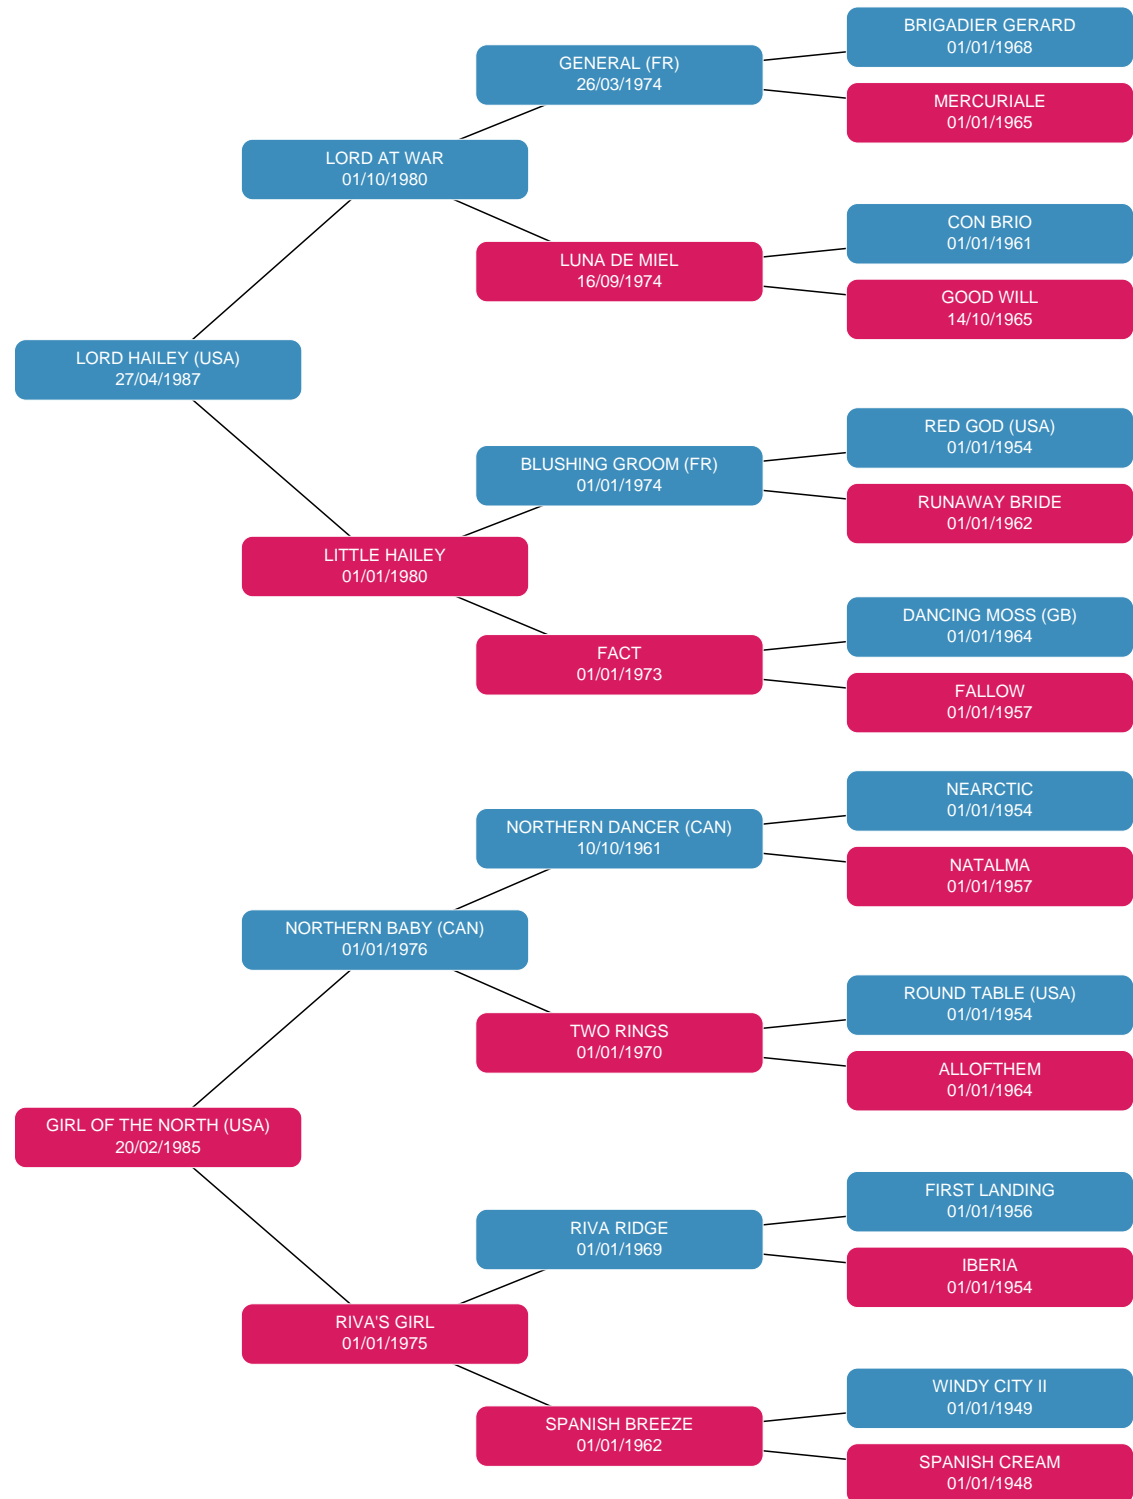 BRIGADIER GERARD
01/01/1968
GENERAL (FR)
26/03/1974
MERCURIALE
01/01/1965
LORD AT WAR
01/10/1980
CON BRIO
01/01/1961
LUNA DE MIEL
16/09/1974
GOOD WILL
14/10/1965
LORD HAILEY (USA)
27/04/1987
RED GOD (USA)
01/01/1954
BLUSHING GROOM (FR)
01/01/1974
RUNAWAY BRIDE
01/01/1962
LITTLE HAILEY
01/01/1980
DANCING MOSS (GB)
01/01/1964
FACT
01/01/1973
FALLOW
01/01/1957
NEARCTIC
01/01/1954
NORTHERN DANCER (CAN)
10/10/1961
NATALMA
01/01/1957
NORTHERN BABY (CAN)
01/01/1976
ROUND TABLE (USA)
01/01/1954
TWO RINGS
01/01/1970
ALLOFTHEM
01/01/1964
GIRL OF THE NORTH (USA)
20/02/1985
FIRST LANDING
01/01/1956
RIVA RIDGE
01/01/1969
IBERIA
01/01/1954
RIVA'S GIRL
01/01/1975
WINDY CITY II
01/01/1949
SPANISH BREEZE
01/01/1962
SPANISH CREAM
01/01/1948